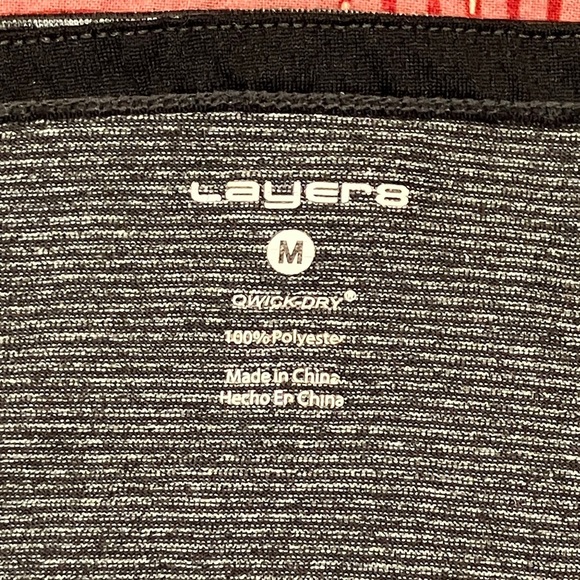 Layer8
M
QWICK-DRY®
100% Polyester
Made in China
Hecho En China